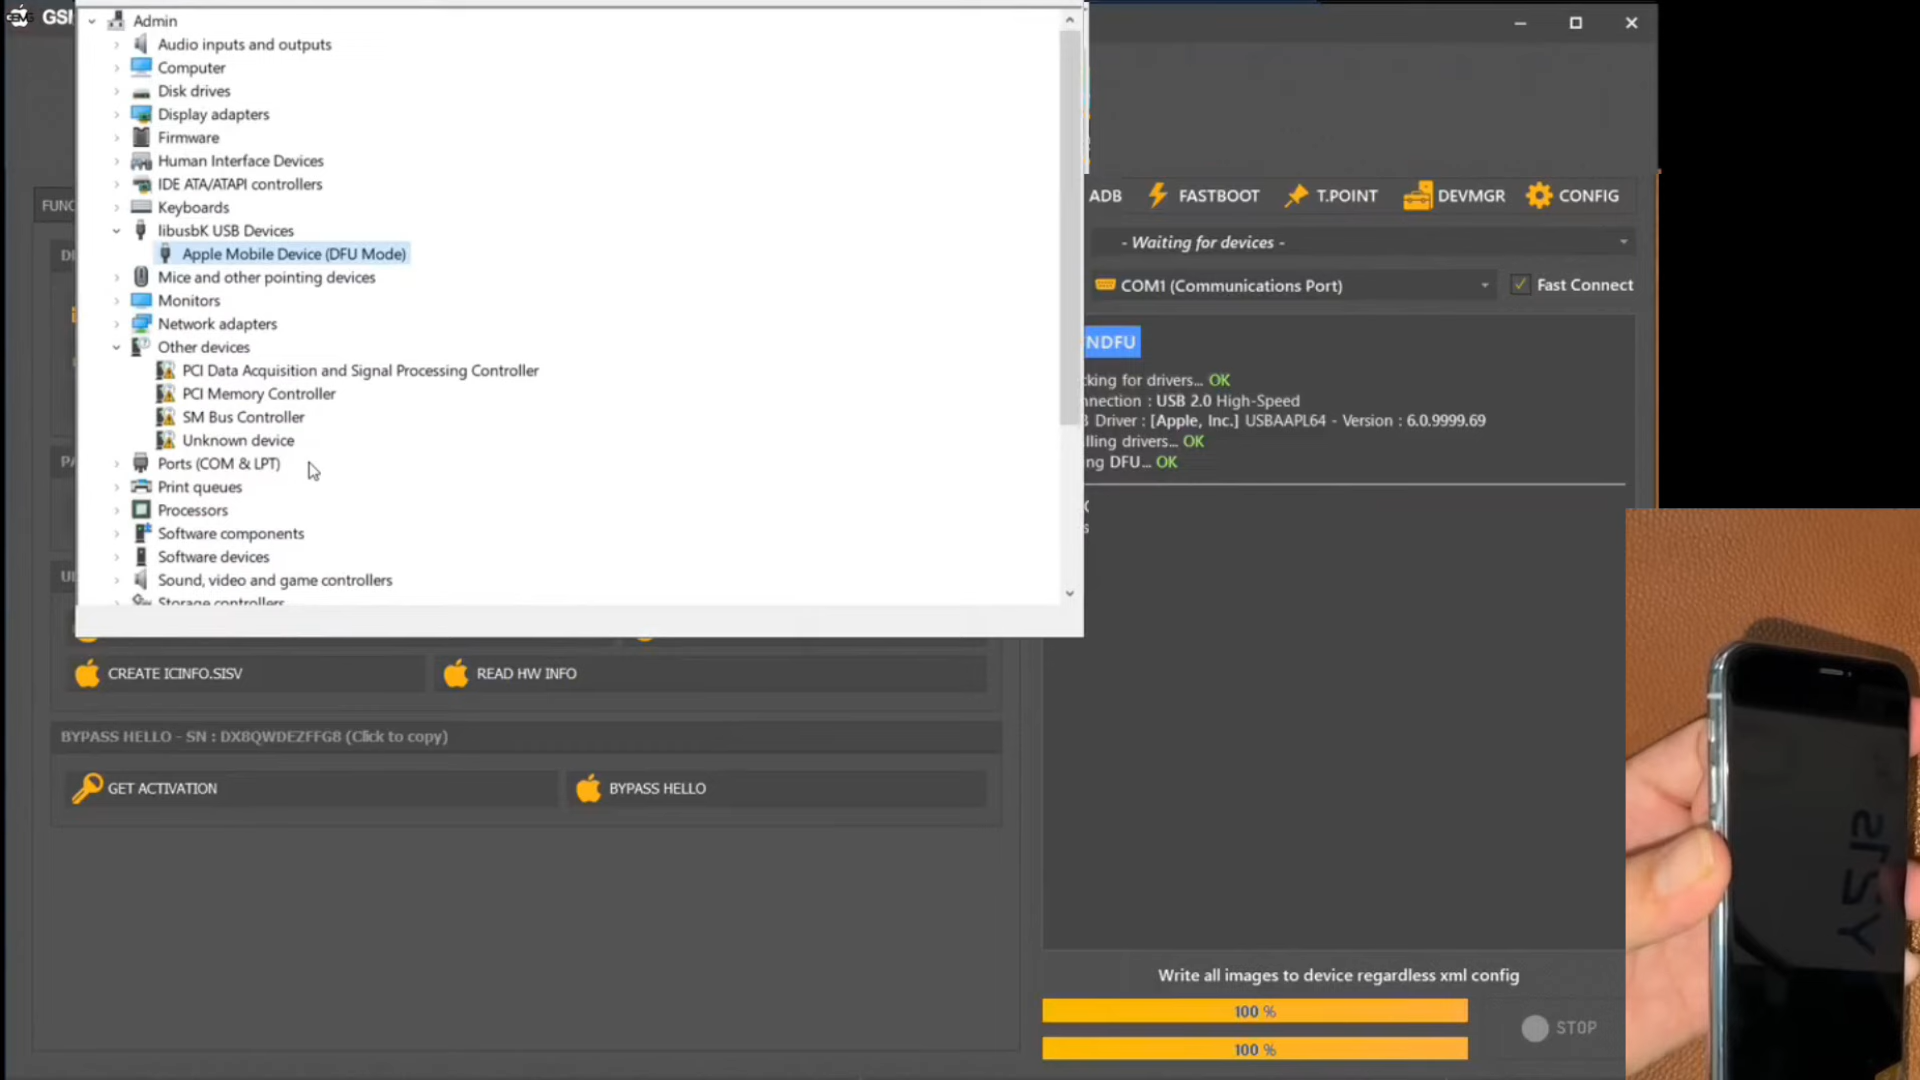 GSM
Admin
Audio inputs and outputs
Computer
Disk drives
Display adapters
Firmware
Human Interface Devices
IDE ATA/ATAPI controllers
Keyboards
libusbK USB Devices
Apple Mobile Device (DFU Mode)
Mice and other pointing devices
Monitors
Network adapters
Other devices
PCI Data Acquisition and Signal Processing Controller
PCI Memory Controller
SM Bus Controller
Unknown device
Ports (COM & LPT)
Print queues
Processors
Software components
Software devices
Sound, video and game controllers
Storage controllers
FUNC
ADB FASTBOOT T.POINT DEVMGR CONFIG
- Waiting for devices -
COM1 (Communications Port) Fast Connect
NDFU
king for drivers... OK
nnection : USB 2.0 High-Speed
B Driver : [Apple, Inc.] USBAAPL64 - Version : 6.0.9999.69
lling drivers... OK
ng DFU... OK
CREATE ICINFO.SISV READ HW INFO
BYPASS HELLO - SN : DX8QWDEZFFG8 (Click to copy)
GET ACTIVATION BYPASS HELLO
Write all images to device regardless xml config
100 %
100 %
STOP